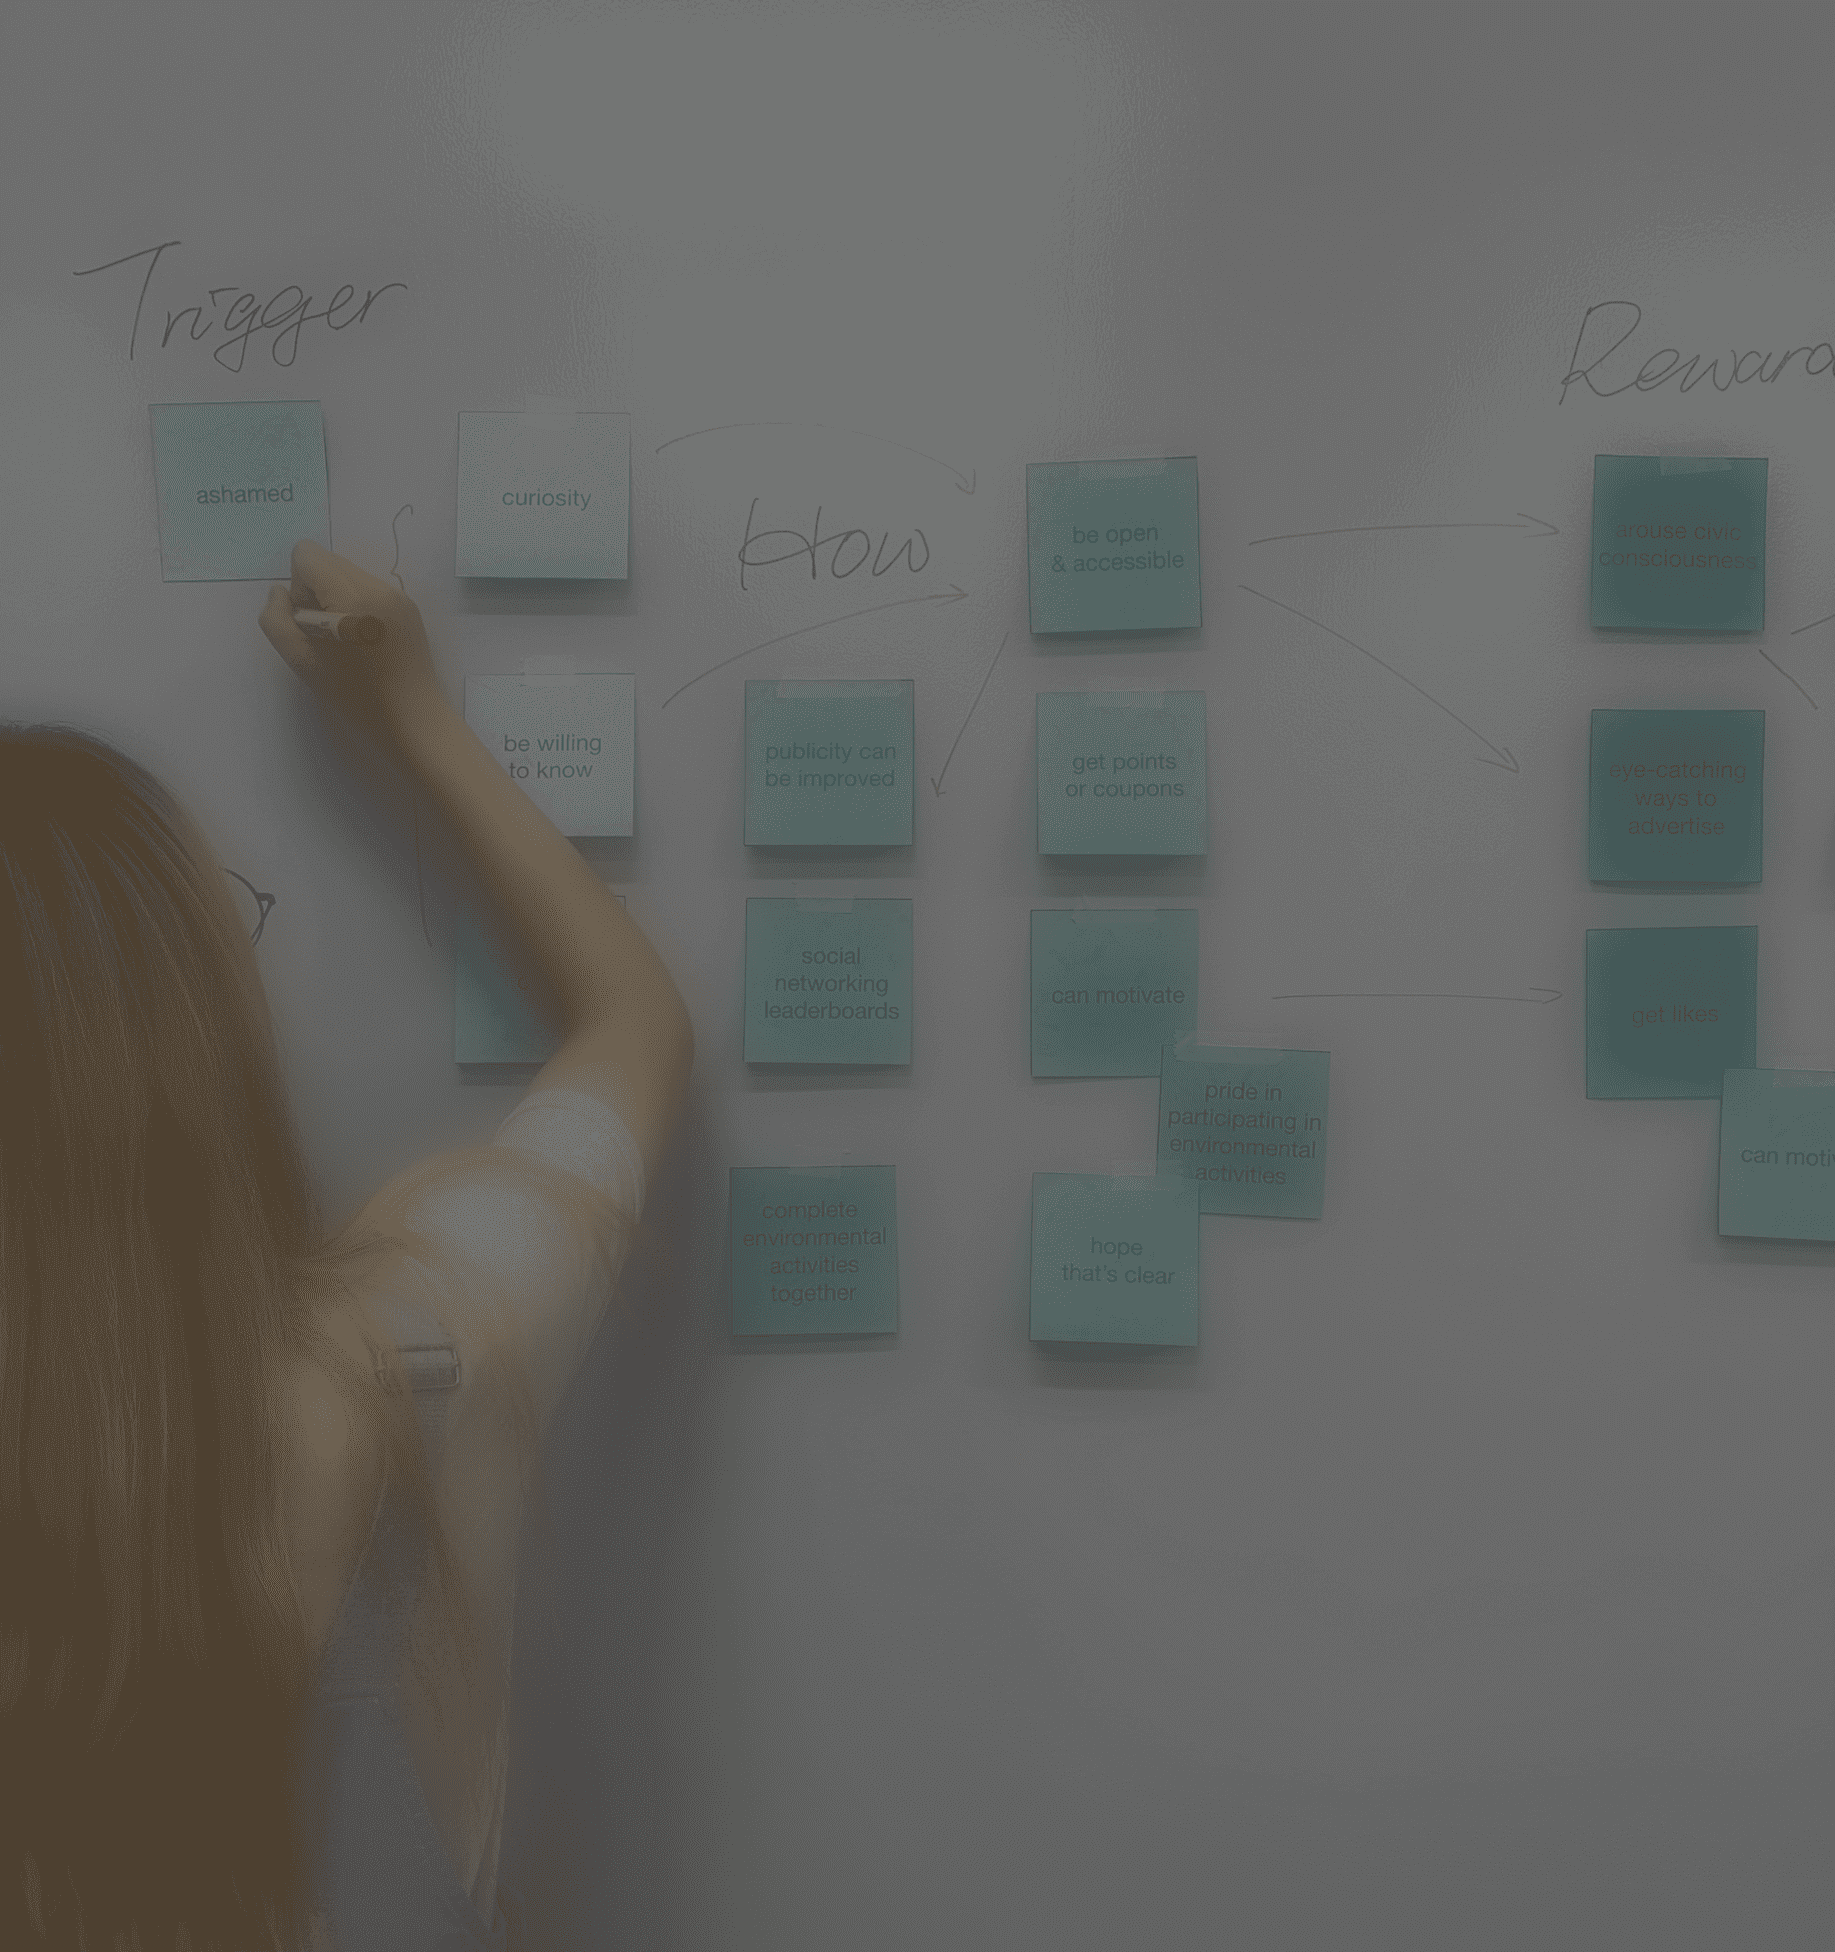 Trigger
ashamed
curiosity
be willing
to know
How
publicity can
be improved
social
networking
leaderboards
complete
environmental
activities
together
be open
& accessible
get points
or coupons
can motivate
pride in
participating in
environmental
activities
hope
that's clear
Reward
arouse civic
consciousness
eye-catching
ways to
advertise
get likes
can